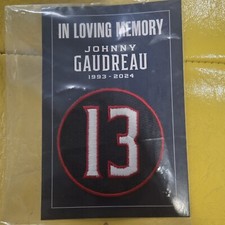 IN LOVING MEMORY
JOHNNY
GAUDREAU
1993 - 2024
13